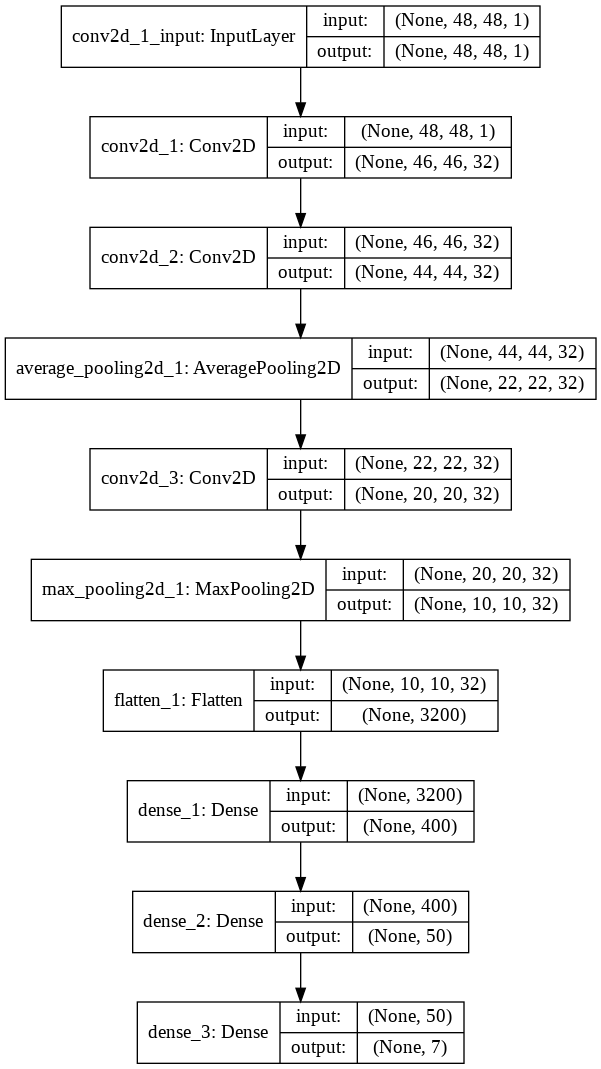 conv2d_1_input: InputLayer
input: (None, 48, 48, 1)
output: (None, 48, 48, 1)
conv2d_1: Conv2D
input: (None, 48, 48, 1)
output: (None, 46, 46, 32)
conv2d_2: Conv2D
input: (None, 46, 46, 32)
output: (None, 44, 44, 32)
average_pooling2d_1: AveragePooling2D
input: (None, 44, 44, 32)
output: (None, 22, 22, 32)
conv2d_3: Conv2D
input: (None, 22, 22, 32)
output: (None, 20, 20, 32)
max_pooling2d_1: MaxPooling2D
input: (None, 20, 20, 32)
output: (None, 10, 10, 32)
flatten_1: Flatten
input: (None, 10, 10, 32)
output: (None, 3200)
dense_1: Dense
input: (None, 3200)
output: (None, 400)
dense_2: Dense
input: (None, 400)
output: (None, 50)
dense_3: Dense
input: (None, 50)
output: (None, 7)